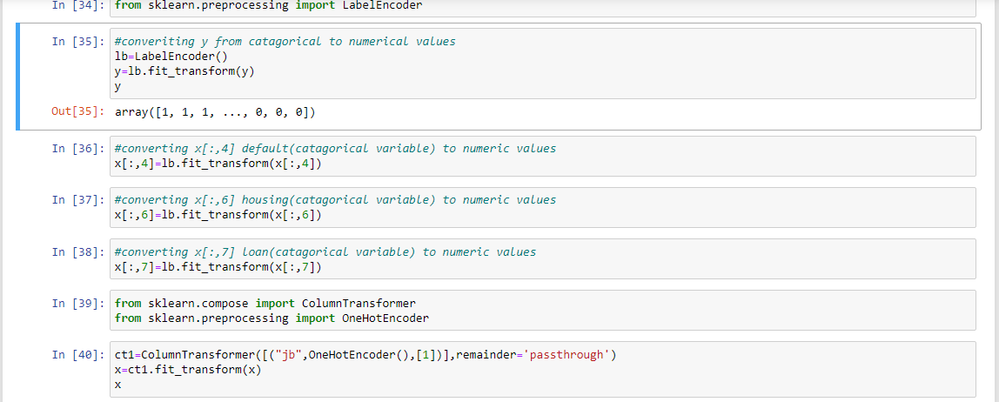 In [34]: from sklearn.preprocessing import LabelEncoder
In [35]: #converiting y from catagorical to numerical values
lb=LabelEncoder()
y=lb.fit_transform(y)
y
Out[35]: array([1, 1, 1, ..., 0, 0, 0])
In [36]: #converting x[:,4] default(catagorical variable) to numeric values
x[:,4]=lb.fit_transform(x[:,4])
In [37]: #converting x[:,6] housing(catagorical variable) to numeric values
x[:,6]=lb.fit_transform(x[:,6])
In [38]: #converting x[:,7] loan(catagorical variable) to numeric values
x[:,7]=lb.fit_transform(x[:,7])
In [39]: from sklearn.compose import ColumnTransformer
from sklearn.preprocessing import OneHotEncoder
In [40]: ct1=ColumnTransformer([("jb",OneHotEncoder(),[1])],remainder='passthrough')
x=ct1.fit_transform(x)
x